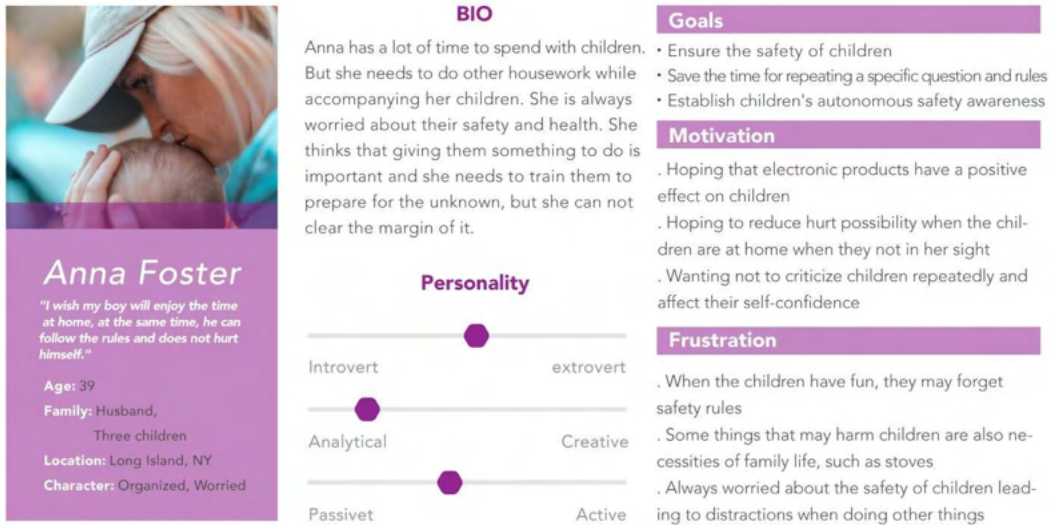 Anna Foster
"I wish my boy will enjoy the time
at home, at the same time, he can
follow the rules and does not hurt
himself."
Age: 39
Family: Husband,
Three children
Location: Long Island, NY
Character: Organized, Worried
BIO
Anna has a lot of time to spend with children.
But she needs to do other housework while
accompanying her children. She is always
worried about their safety and health. She
thinks that giving them something to do is
important and she needs to train them to
prepare for the unknown, but she can not
clear the margin of it.
Personality
Introvert extrovert
Analytical Creative
Passivet Active
Goals
• Ensure the safety of children
• Save the time for repeating a specific question and rules
• Establish children's autonomous safety awareness
Motivation
. Hoping that electronic products have a positive
effect on children
. Hoping to reduce hurt possibility when the chil-
dren are at home when they not in her sight
. Wanting not to criticize children repeatedly and
affect their self-confidence
Frustration
. When the children have fun, they may forget
safety rules
. Some things that may harm children are also ne-
cessities of family life, such as stoves
. Always worried about the safety of children lead-
ing to distractions when doing other things